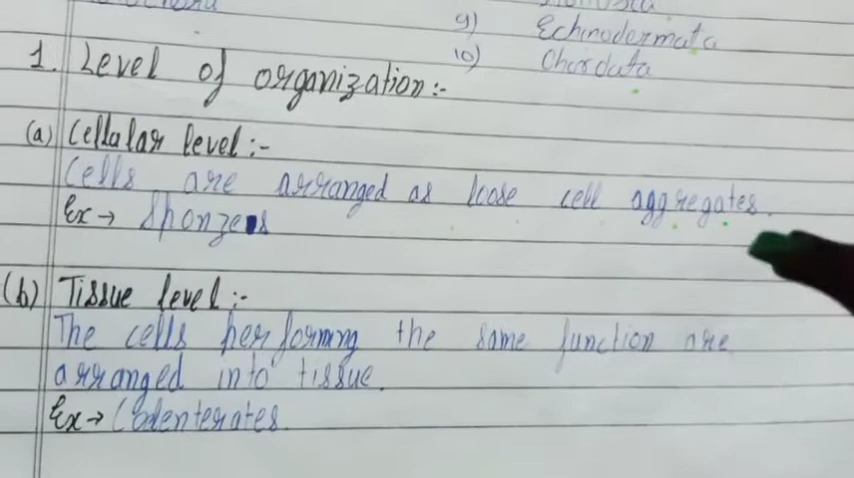 9) Echinodermata
10) Chordata
1. Level of organization:-
(a) Cellular level:-
Cells are arranged as loose cell aggregates.
Ex→ Sponzes
(b) Tissue level:-
The cells performing the same function are
arranged into tissue.
Ex→ Coelenterates.